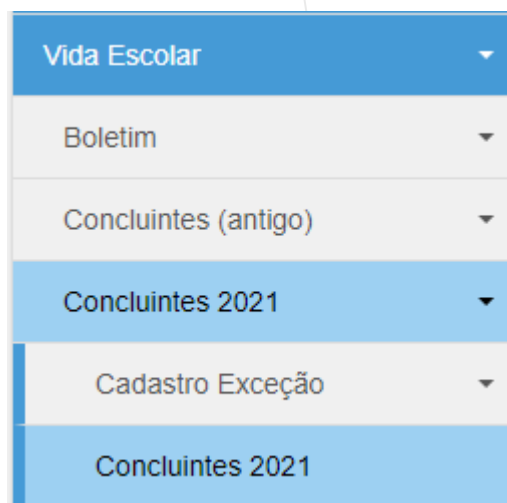 Vida Escolar
Boletim
Concluintes (antigo)
Concluintes 2021
Cadastro Exceção
Concluintes 2021